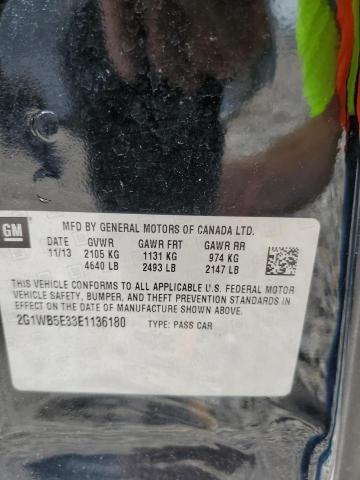 GM
MFD BY GENERAL MOTORS OF CANADA LTD.
DATE GVWR GAWR FRT GAWR RR
11/13 2105 KG 1131 KG 974 KG
4640 LB 2493 LB 2147 LB
THIS VEHICLE CONFORMS TO ALL APPLICABLE U.S. FEDERAL MOTOR
VEHICLE SAFETY, BUMPER, AND THEFT PREVENTION STANDARDS
IN EFFECT ON THE DATE OF MANUFACTURE SHOWN ABOVE.
2G1WB5E33E1136180 TYPE: PASS CAR